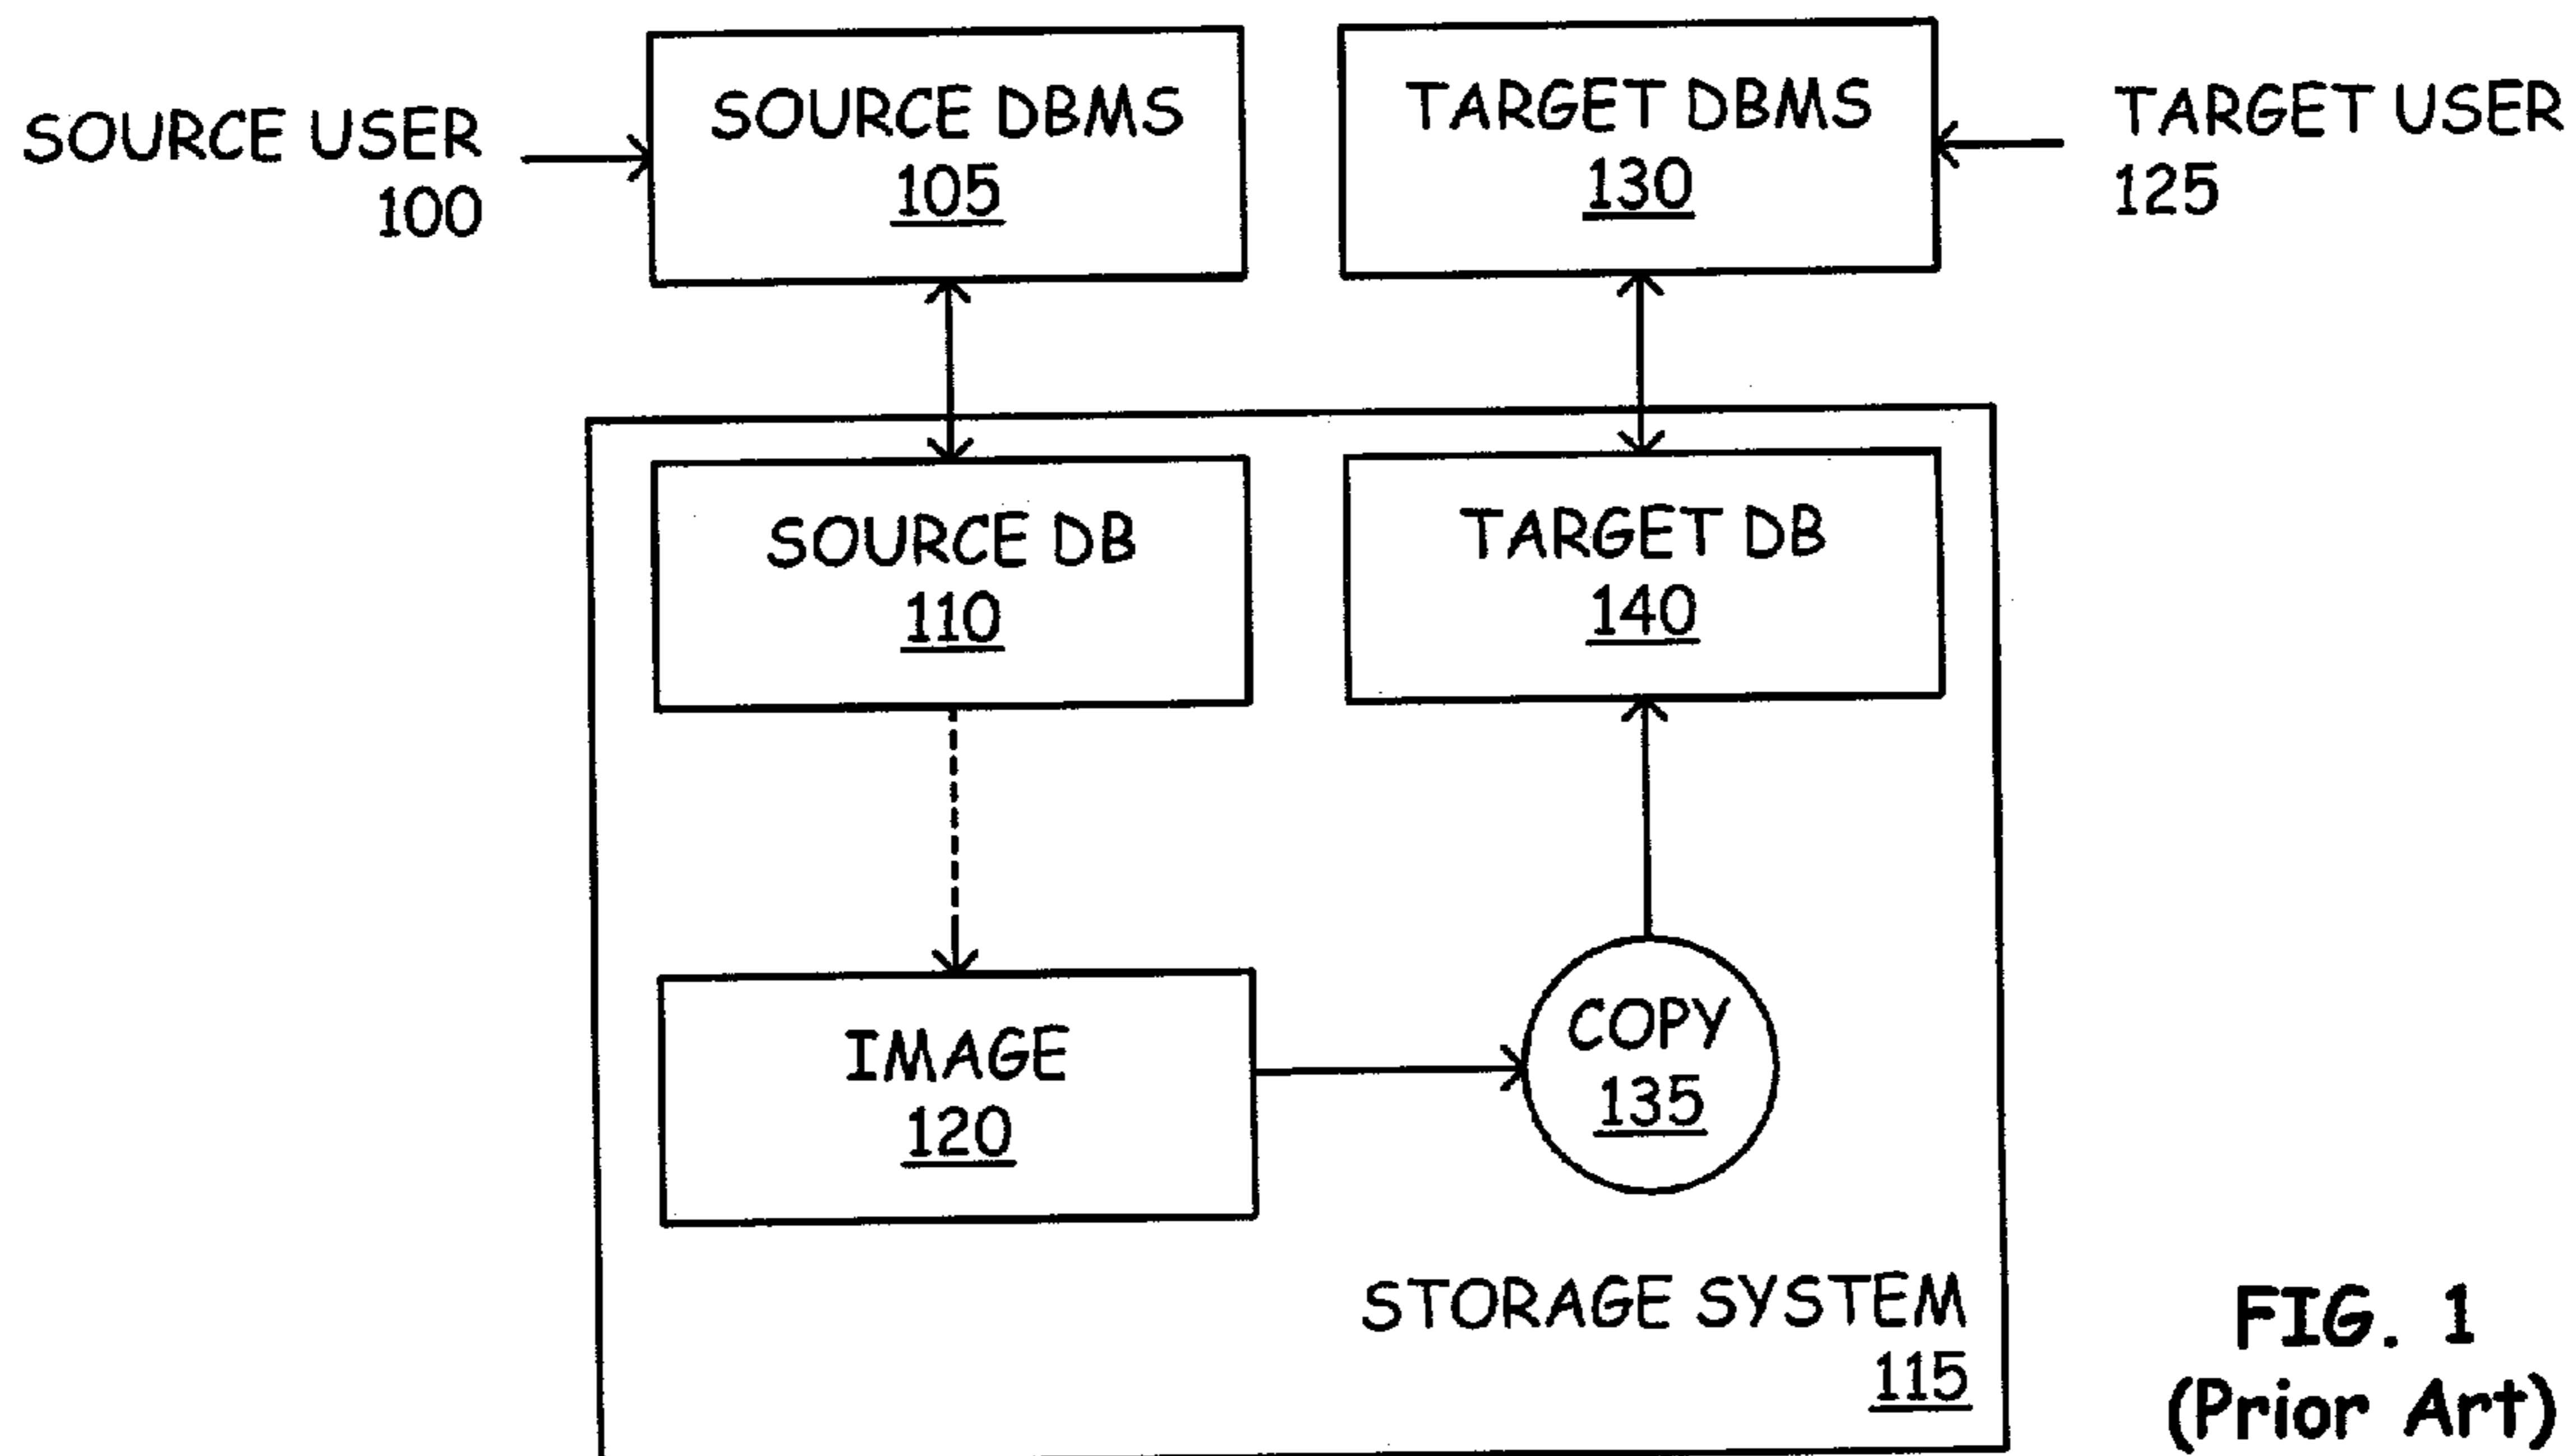 SOURCE USER
100
SOURCE DBMS
105
TARGET DBMS
130
TARGET USER
125
SOURCE DB
110
TARGET DB
140
IMAGE
120
COPY
135
STORAGE SYSTEM
115
FIG. 1
(Prior Art)